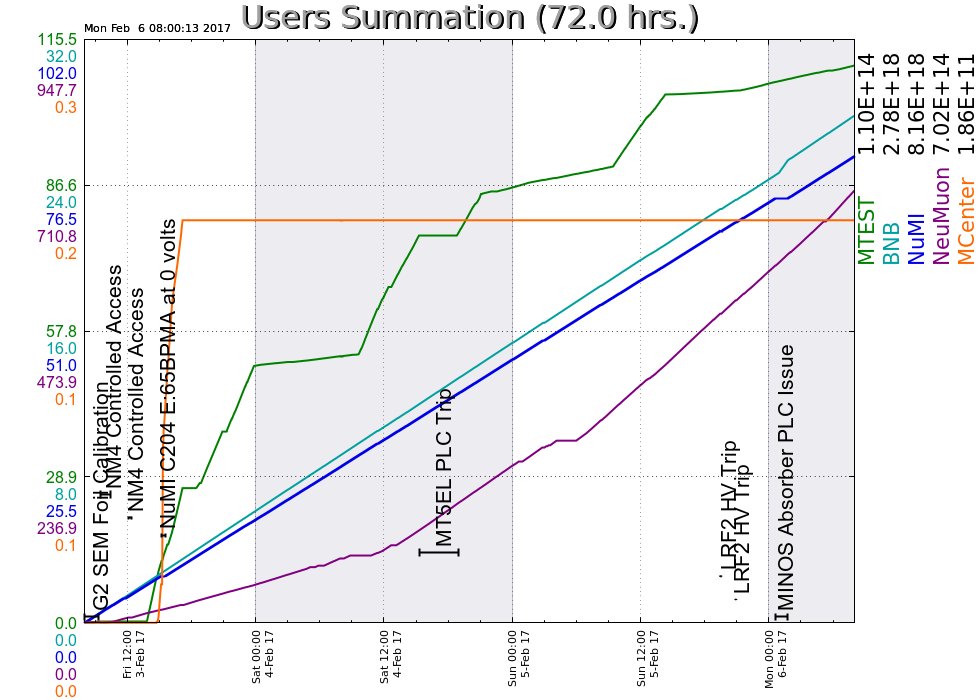 Users Summation (72.0 hrs.)
Mon Feb 6 08:00:13 2017
115.5
32.0
102.0
947.7
0.3
86.6
24.0
76.5
710.8
0.2
57.8
16.0
51.0
473.9
0.1
28.9
8.0
25.5
236.9
0.1
0.0
0.0
0.0
0.0
0.0
G2 SEM Foil Calibration
NM4 Controlled Access
NM4 Controlled Access
NuMI C204 E:65BPMA at 0 volts
MT5EL PLC Trip
LRF2 HV Trip
LRF2 HV Trip
MINOS Absorber PLC Issue
MTEST 1.10E+14
BNB 2.78E+18
NuMI 8.16E+18
NeuMuon 7.02E+14
MCenter 1.86E+11
Fri 12:00
3-Feb 17
Sat 00:00
4-Feb 17
Sat 12:00
4-Feb 17
Sun 00:00
5-Feb 17
Sun 12:00
5-Feb 17
Mon 00:00
6-Feb 17